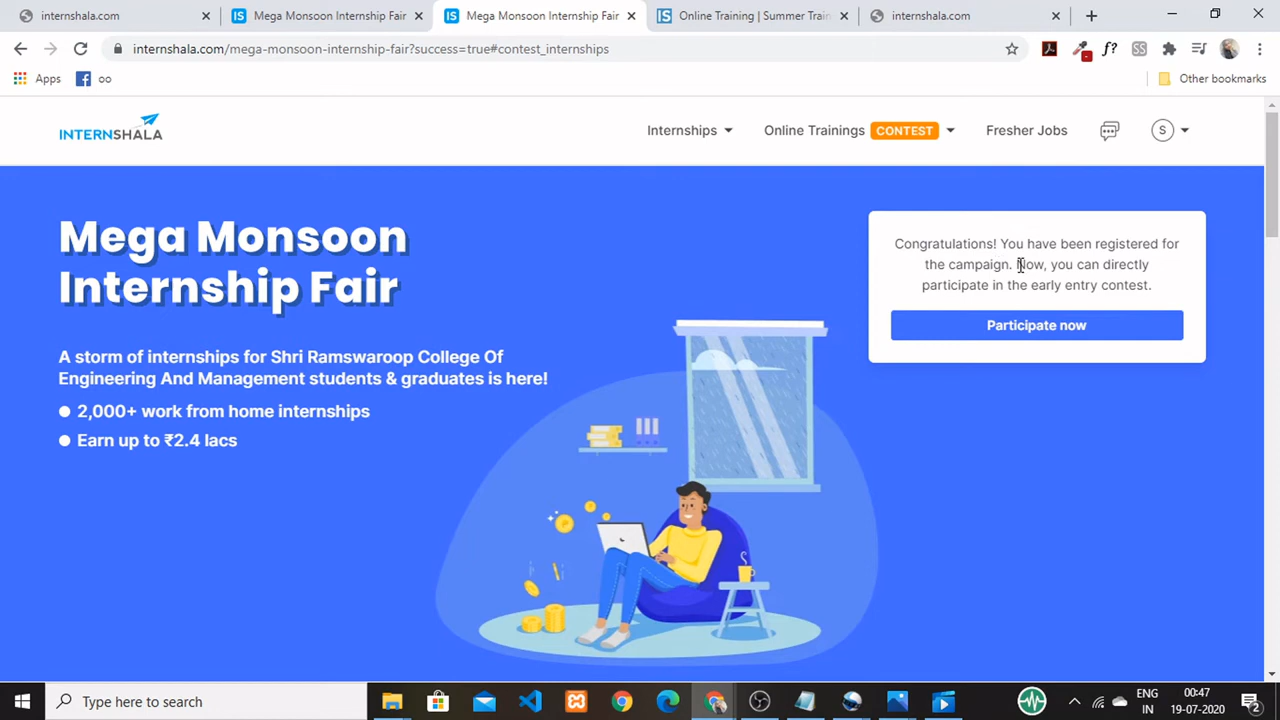 internshala.com
Mega Monsoon Internship Fair
Mega Monsoon Internship Fair
Online Training | Summer Train
internshala.com
internshala.com/mega-monsoon-internship-fair?success=true#contest_internships
f?
Apps
oo
Other bookmarks
INTERNSHALA
Internships
Online Trainings CONTEST
Fresher Jobs
S
Mega Monsoon
Internship Fair
A storm of internships for Shri Ramswaroop College Of
Engineering And Management students & graduates is here!
2,000+ work from home internships
Earn up to ₹2.4 lacs
Congratulations! You have been registered for
the campaign. Now, you can directly
participate in the early entry contest.
Participate now
Type here to search
ENG
IN
00:47
19-07-2020
2